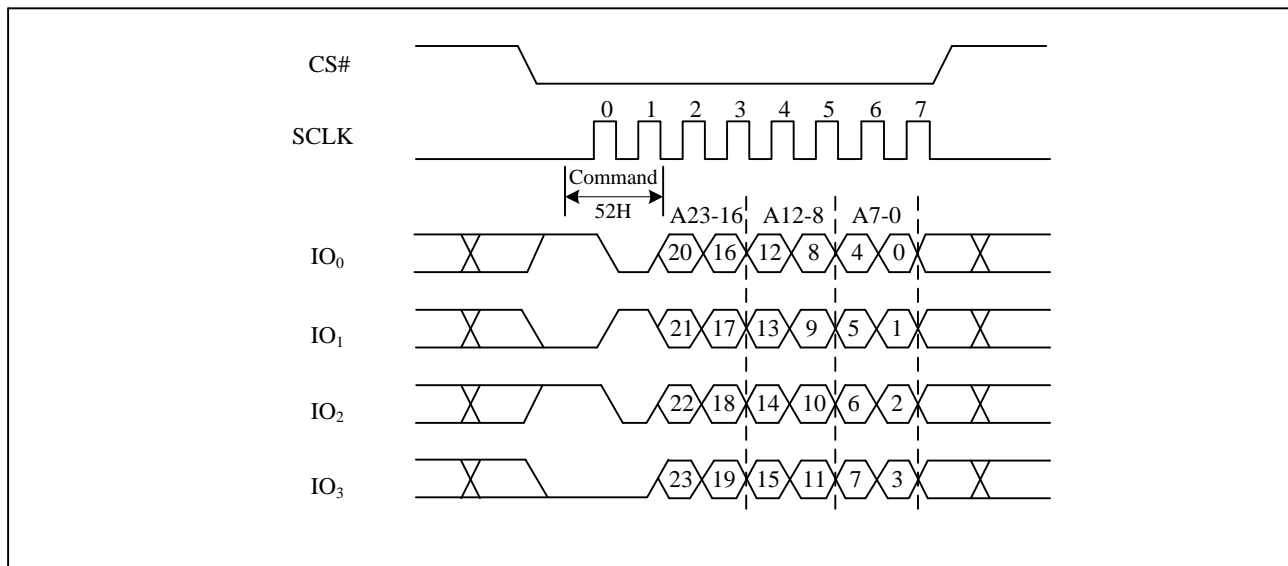 CS#
0 1 2 3 4 5 6 7
SCLK
Command
52H
A23-16 A12-8 A7-0
IO0 20 16 12 8 4 0
IO1 21 17 13 9 5 1
IO2 22 18 14 10 6 2
IO3 23 19 15 11 7 3